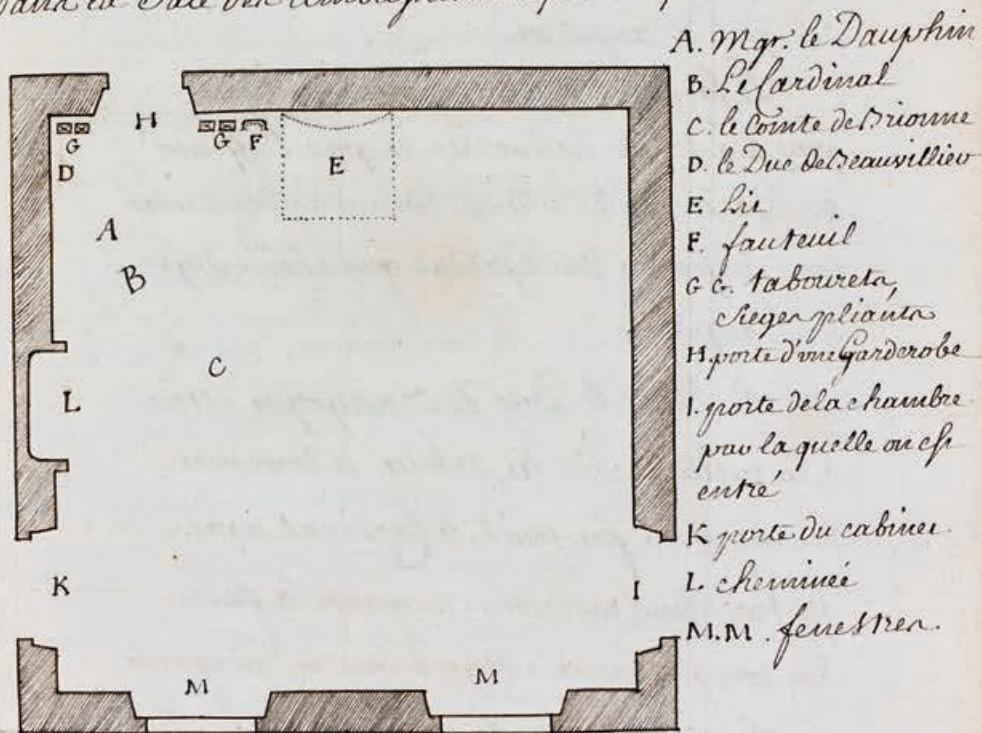 A. Mgr. le Dauphin
B. Le Cardinal
C. le Comte de Brionne
D. le Duc de Beauvillier
E Lit
F. fauteuil
G G. tabourets,
sieges pliants
H. porte d'une Garderobe
I. porte de la chambre
par la quelle on est
entré
K porte du cabinet
L. cheminée
M.M. fenestres.
H
G
G F
E
D
A
B
C
L
K
I
M
M